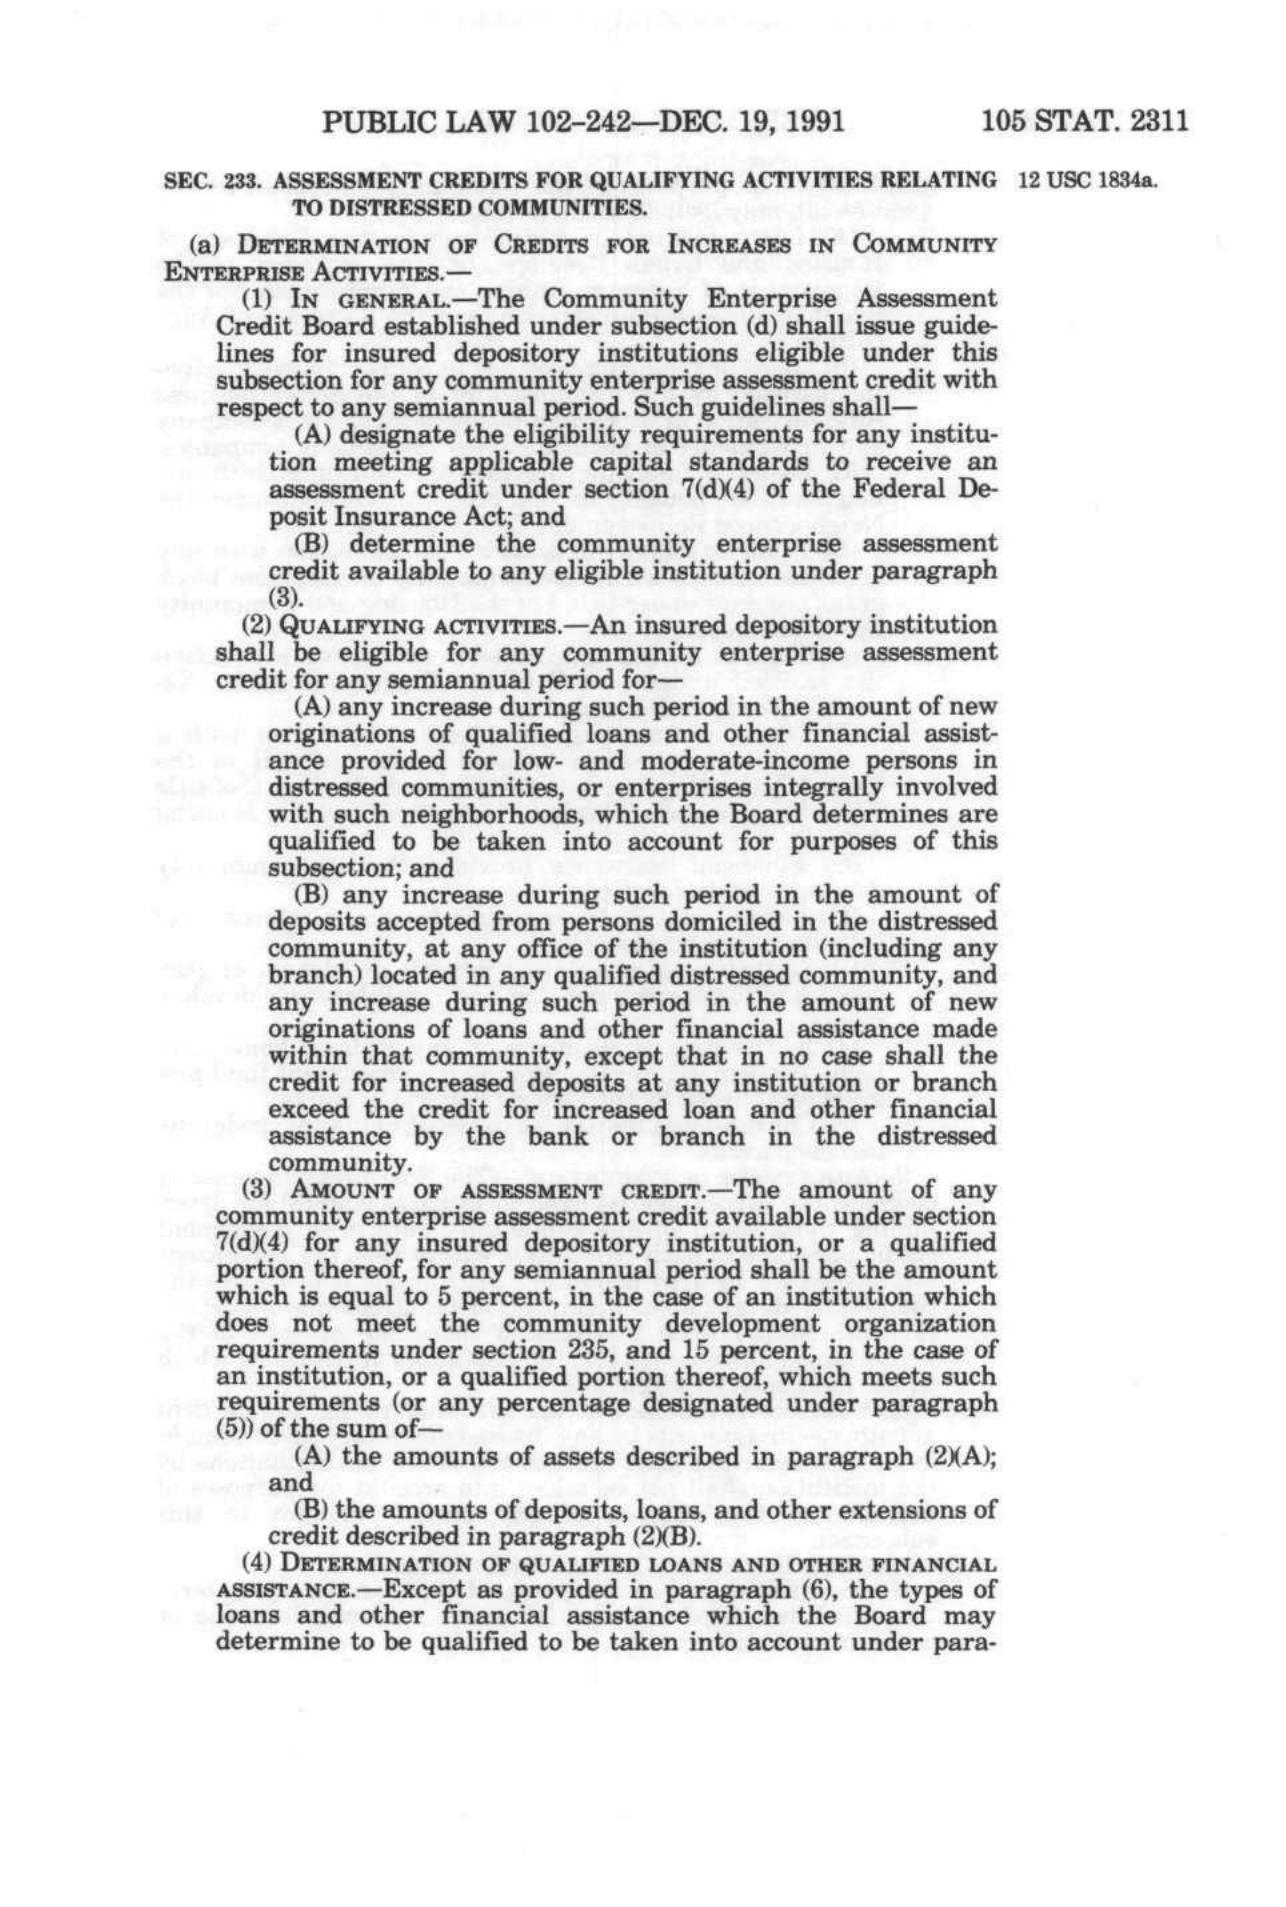 PUBLIC LAW 102-242—DEC. 19, 1991 105 STAT. 2311
SEC. 233. ASSESSMENT CREDITS FOR QUALIFYING ACTIVITIES RELATING 12 USC 1834a.
TO DISTRESSED COMMUNITIES.
(a) DETERMINATION OF CREDITS FOR INCREASES IN COMMUNITY
ENTERPRISE ACTIVITIES.—
(1) IN GENERAL.—The Community Enterprise Assessment
Credit Board established under subsection (d) shall issue guide-
lines for insured depository institutions eligible under this
subsection for any community enterprise assessment credit with
respect to any semiannual period. Such guidelines shall—
(A) designate the eligibility requirements for any institu-
tion meeting applicable capital standards to receive an
assessment credit under section 7(d)(4) of the Federal De-
posit Insurance Act; and
(B) determine the community enterprise assessment
credit available to any eligible institution under paragraph
(3).
(2) QUALIFYING ACTIVITIES.—An insured depository institution
shall be eligible for any community enterprise assessment
credit for any semiannual period for—
(A) any increase during such period in the amount of new
originations of qualified loans and other financial assist-
ance provided for low- and moderate-income persons in
distressed communities, or enterprises integrally involved
with such neighborhoods, which the Board determines are
qualified to be taken into account for purposes of this
subsection; and
(B) any increase during such period in the amount of
deposits accepted from persons domiciled in the distressed
community, at any office of the institution (including any
branch) located in any qualified distressed community, and
any increase during such period in the amount of new
originations of loans and other financial assistance made
within that community, except that in no case shall the
credit for increased deposits at any institution or branch
exceed the credit for increased loan and other financial
assistance by the bank or branch in the distressed
community.
(3) AMOUNT OF ASSESSMENT CREDIT.—The amount of any
community enterprise assessment credit available under section
7(d)(4) for any insured depository institution, or a qualified
portion thereof, for any semiannual period shall be the amount
which is equal to 5 percent, in the case of an institution which
does not meet the community development organization
requirements under section 235, and 15 percent, in the case of
an institution, or a qualified portion thereof, which meets such
requirements (or any percentage designated under paragraph
(5)) of the sum of—
(A) the amounts of assets described in paragraph (2)(A);
and
(B) the amounts of deposits, loans, and other extensions of
credit described in paragraph (2)(B).
(4) DETERMINATION OF QUALIFIED LOANS AND OTHER FINANCIAL
ASSISTANCE.—Except as provided in paragraph (6), the types of
loans and other financial assistance which the Board may
determine to be qualified to be taken into account under para-